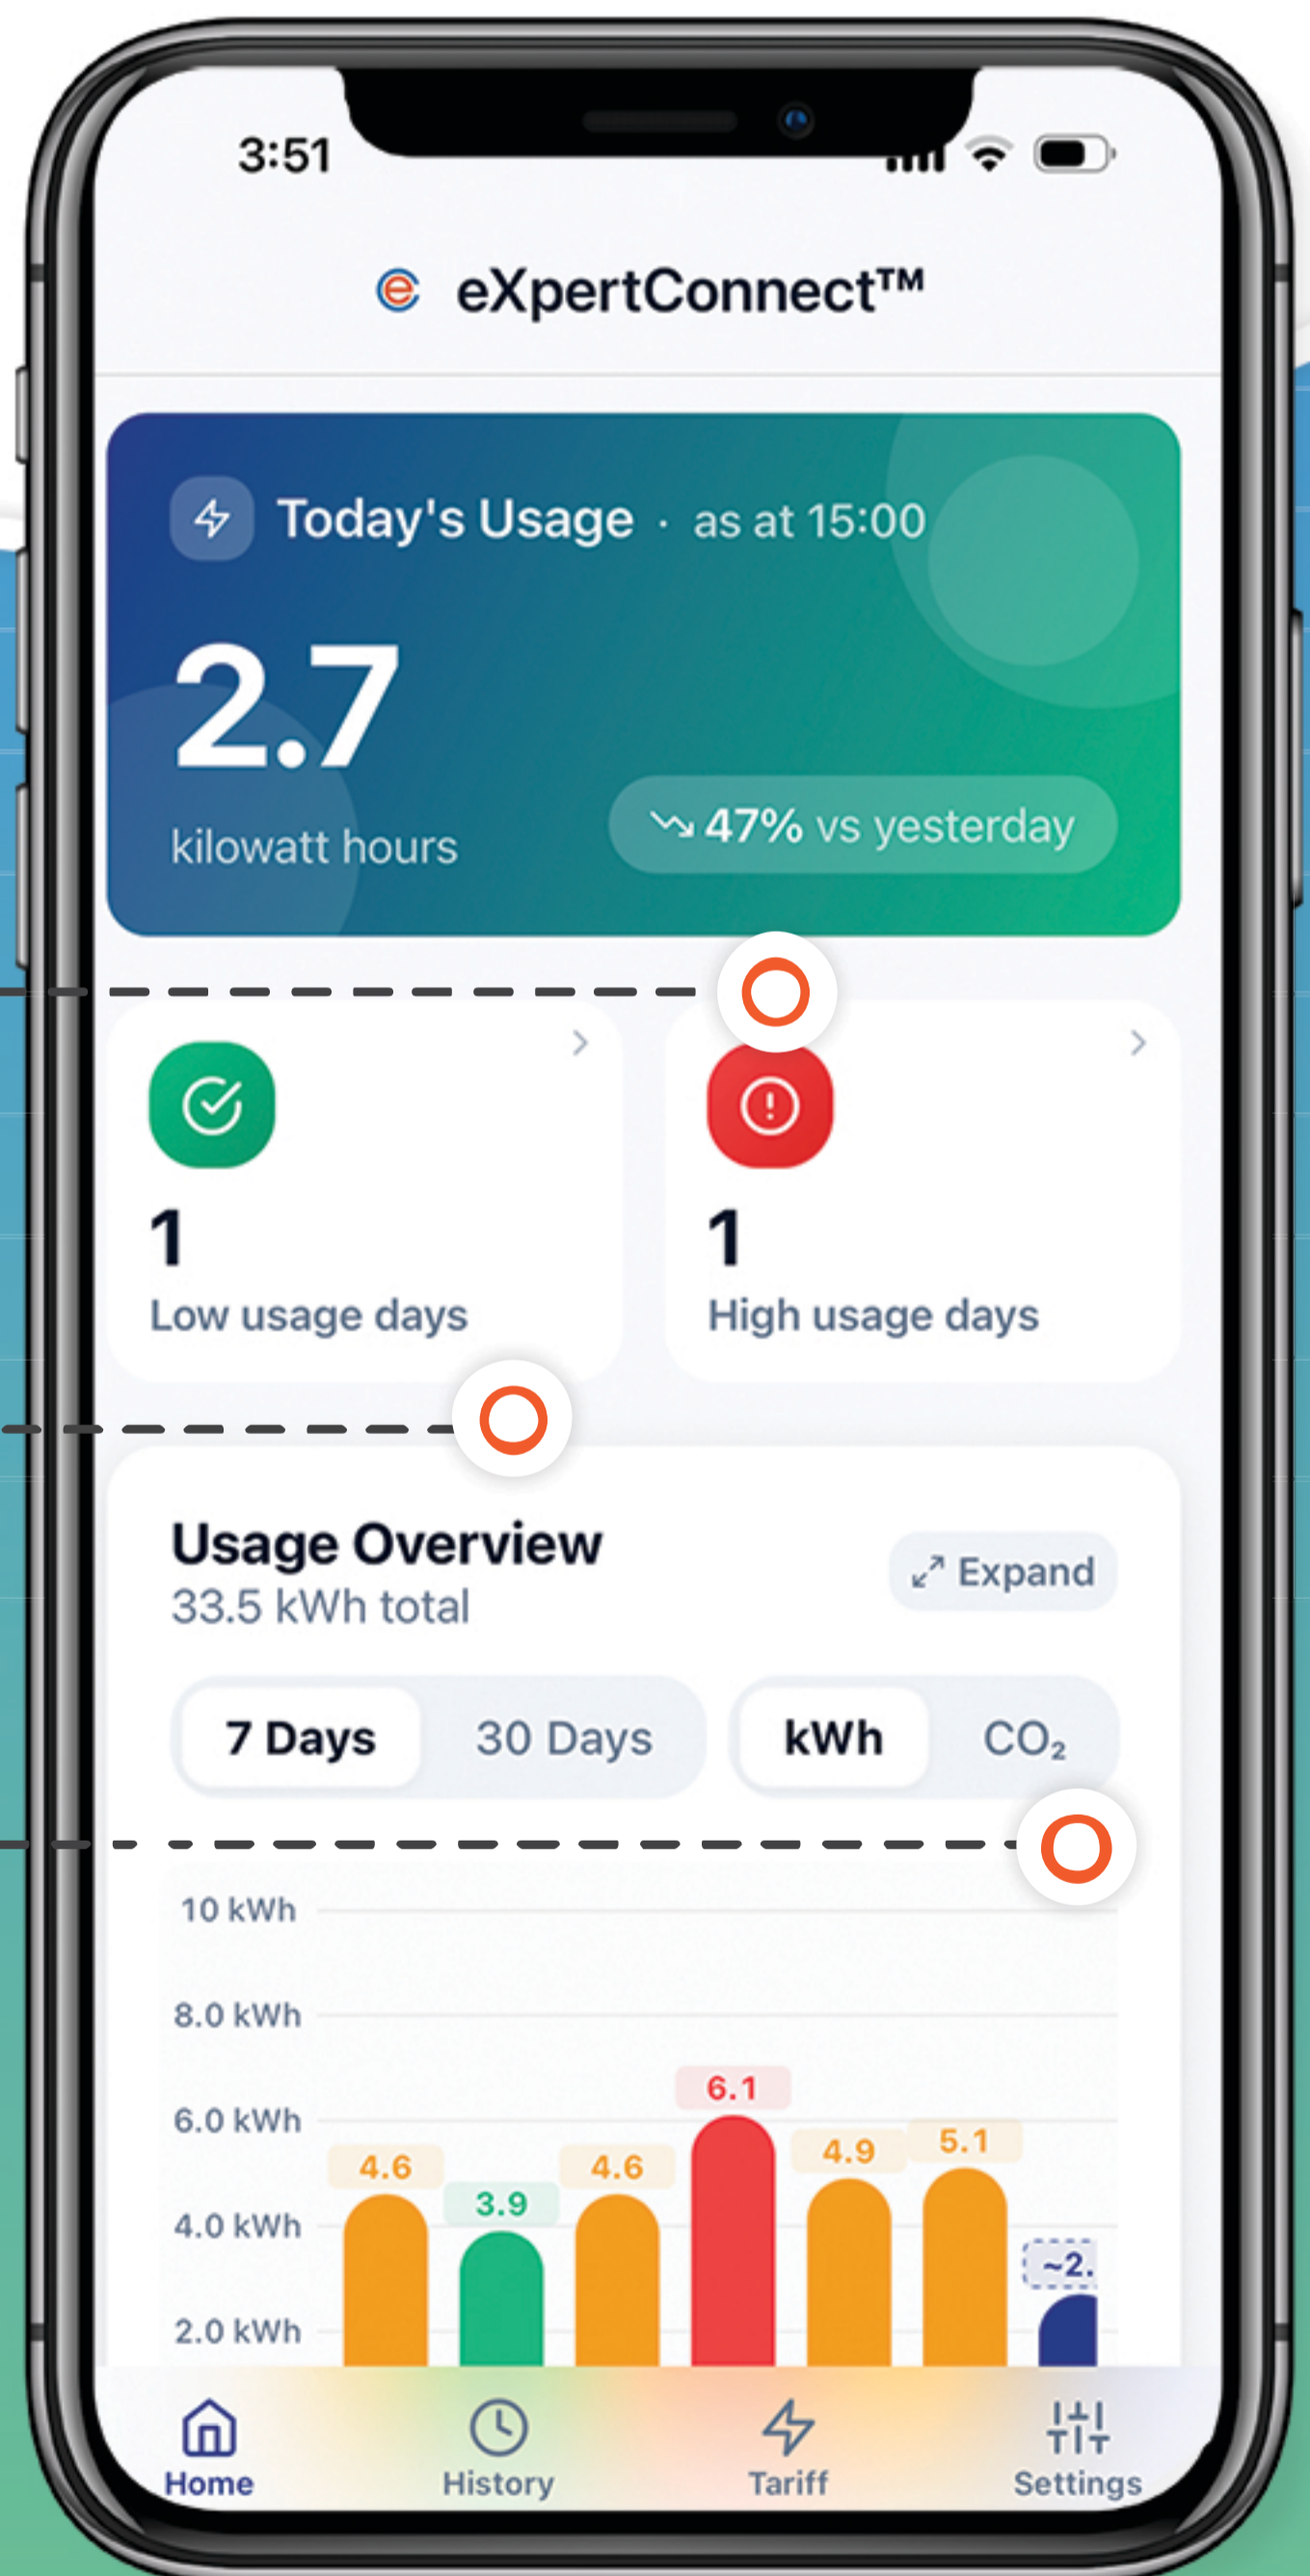 3:51
eXpertConnect™
Today's Usage · as at 15:00
2.7
kilowatt hours
47% vs yesterday
1
Low usage days
1
High usage days
Usage Overview
33.5 kWh total
Expand
7 Days
30 Days
kWh
CO₂
10 kWh
8.0 kWh
6.0 kWh
4.0 kWh
2.0 kWh
4.6
3.9
4.6
6.1
4.9
5.1
~2.
Home
History
Tariff
Settings